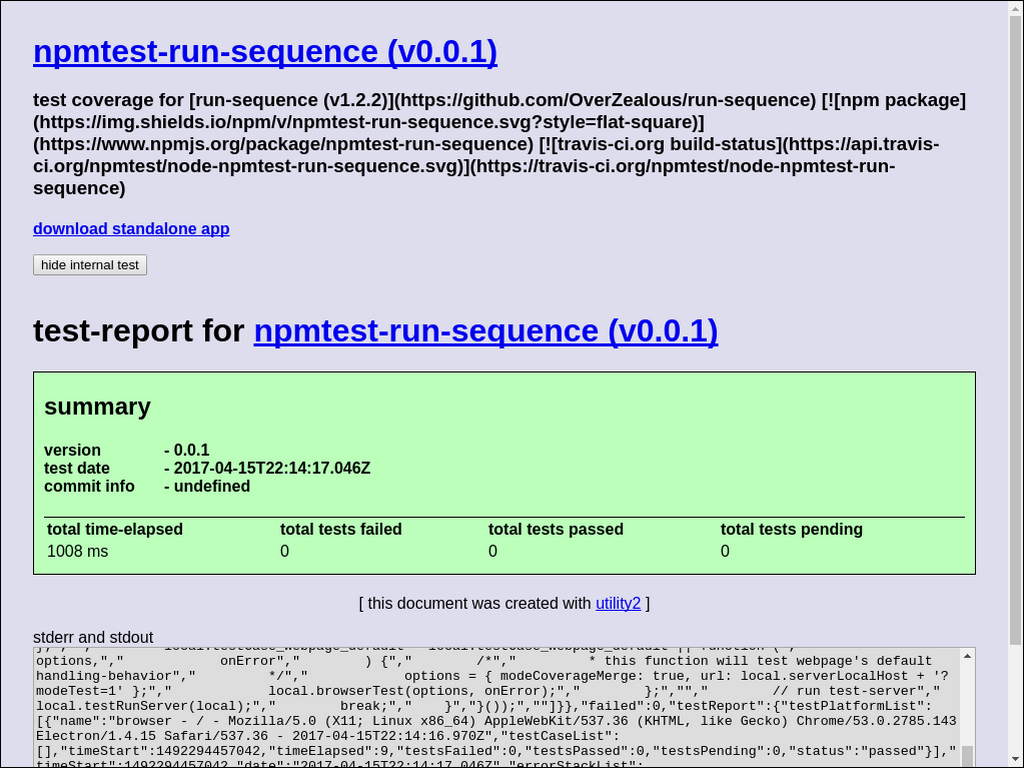 npmtest-run-sequence (v0.0.1)
test coverage for [run-sequence (v1.2.2)](https://github.com/OverZealous/run-sequence) [![npm package]
(https://img.shields.io/npm/v/npmtest-run-sequence.svg?style=flat-square)]
(https://www.npmjs.org/package/npmtest-run-sequence) [![travis-ci.org build-status](https://api.travis-
ci.org/npmtest/node-npmtest-run-sequence.svg)](https://travis-ci.org/npmtest/node-npmtest-run-
sequence)
download standalone app
hide internal test
test-report for npmtest-run-sequence (v0.0.1)
summary
version - 0.0.1
test date - 2017-04-15T22:14:17.046Z
commit info - undefined
total time-elapsed total tests failed total tests passed total tests pending
1008 ms 0 0 0
[ this document was created with utility2 ]
stderr and stdout
};","," local.testCase_webpage_default = local.testCase_webpage_default || function (","
options,"," onError"," ) {"," /*"," * this function will test webpage's default
handling-behavior"," */"," options = { modeCoverageMerge: true, url: local.serverLocalHost + '?
modeTest=1' };"," local.browserTest(options, onError);"," };",""," // run test-server","
local.testRunServer(local);"," break;"," }","}());",""]}},"failed":0,"testReport":{"testPlatformList":
[{"name":"browser - / - Mozilla/5.0 (X11; Linux x86_64) AppleWebKit/537.36 (KHTML, like Gecko) Chrome/53.0.2785.143
Electron/1.4.15 Safari/537.36 - 2017-04-15T22:14:16.970Z","testCaseList":
[],"timeStart":1492294457042,"timeElapsed":9,"testsFailed":0,"testsPassed":0,"testsPending":0,"status":"passed"}],"
timeStart":1492294457042,"date":"2017-04-15T22:14:17.046Z","errorStackList":